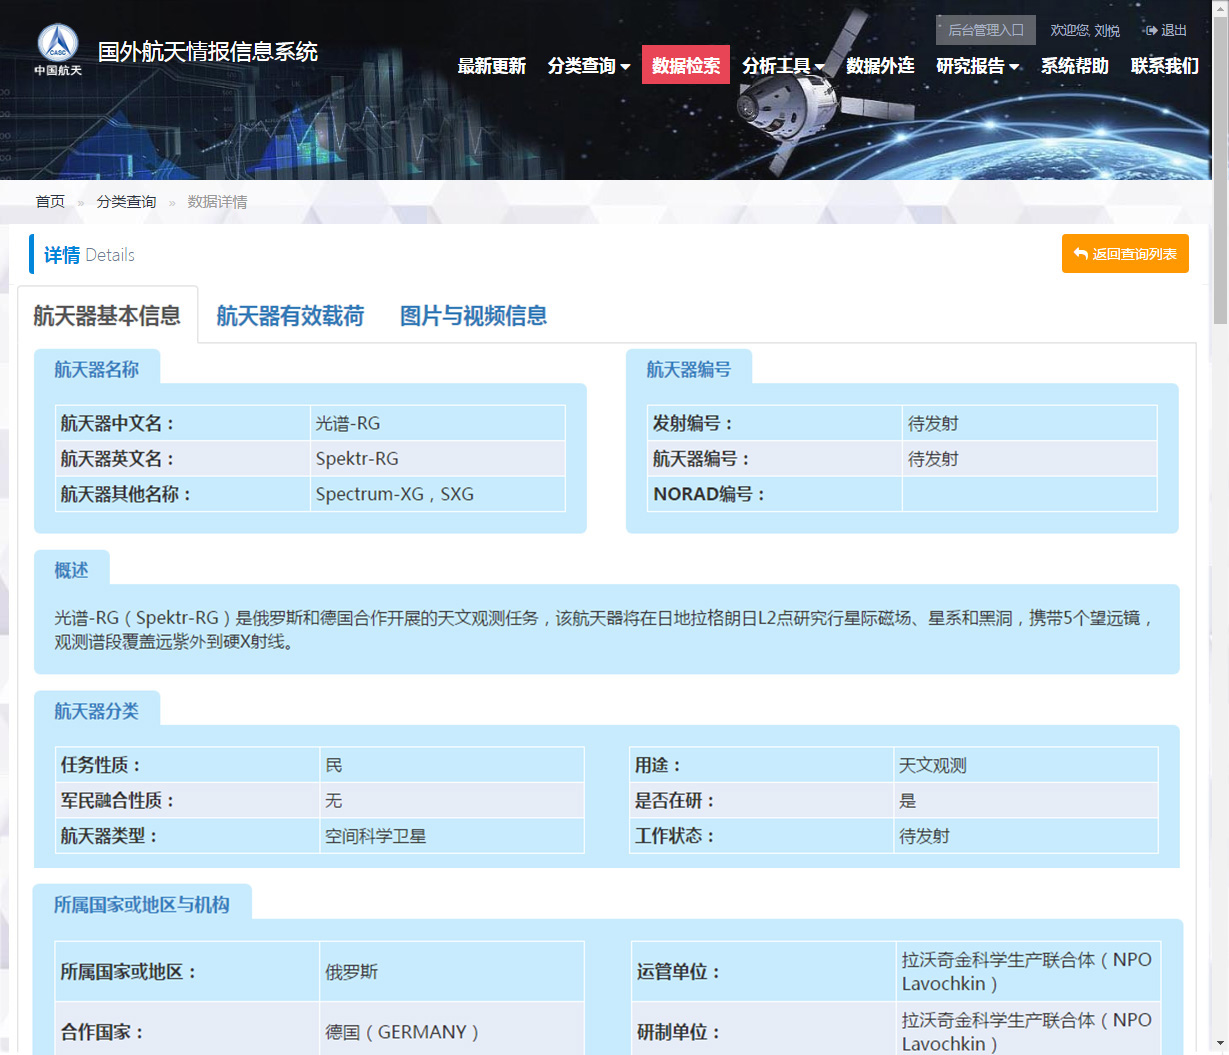 CASC
中国航天
国外航天情报信息系统
后台管理入口 欢迎您, 刘悦 退出
最新更新 分类查询 数据检索 分析工具 数据外连 研究报告 系统帮助 联系我们
首页 » 分类查询 » 数据详情
详情 Details
返回查询列表
航天器基本信息 航天器有效载荷 图片与视频信息
航天器名称
航天器中文名： 光谱-RG
航天器英文名： Spektr-RG
航天器其他名称： Spectrum-XG，SXG
航天器编号
发射编号： 待发射
航天器编号： 待发射
NORAD编号：
概述
光谱-RG（Spektr-RG）是俄罗斯和德国合作开展的天文观测任务，该航天器将在日地拉格朗日L2点研究行星际磁场、星系和黑洞，携带5个望远镜，
观测谱段覆盖远紫外到硬X射线。
航天器分类
任务性质： 民
军民融合性质： 无
航天器类型： 空间科学卫星
用途： 天文观测
是否在研： 是
工作状态： 待发射
所属国家或地区与机构
所属国家或地区： 俄罗斯
合作国家： 德国（GERMANY）
运管单位： 拉沃奇金科学生产联合体（NPO
Lavochkin）
研制单位： 拉沃奇金科学生产联合体（NPO
Lavochkin）